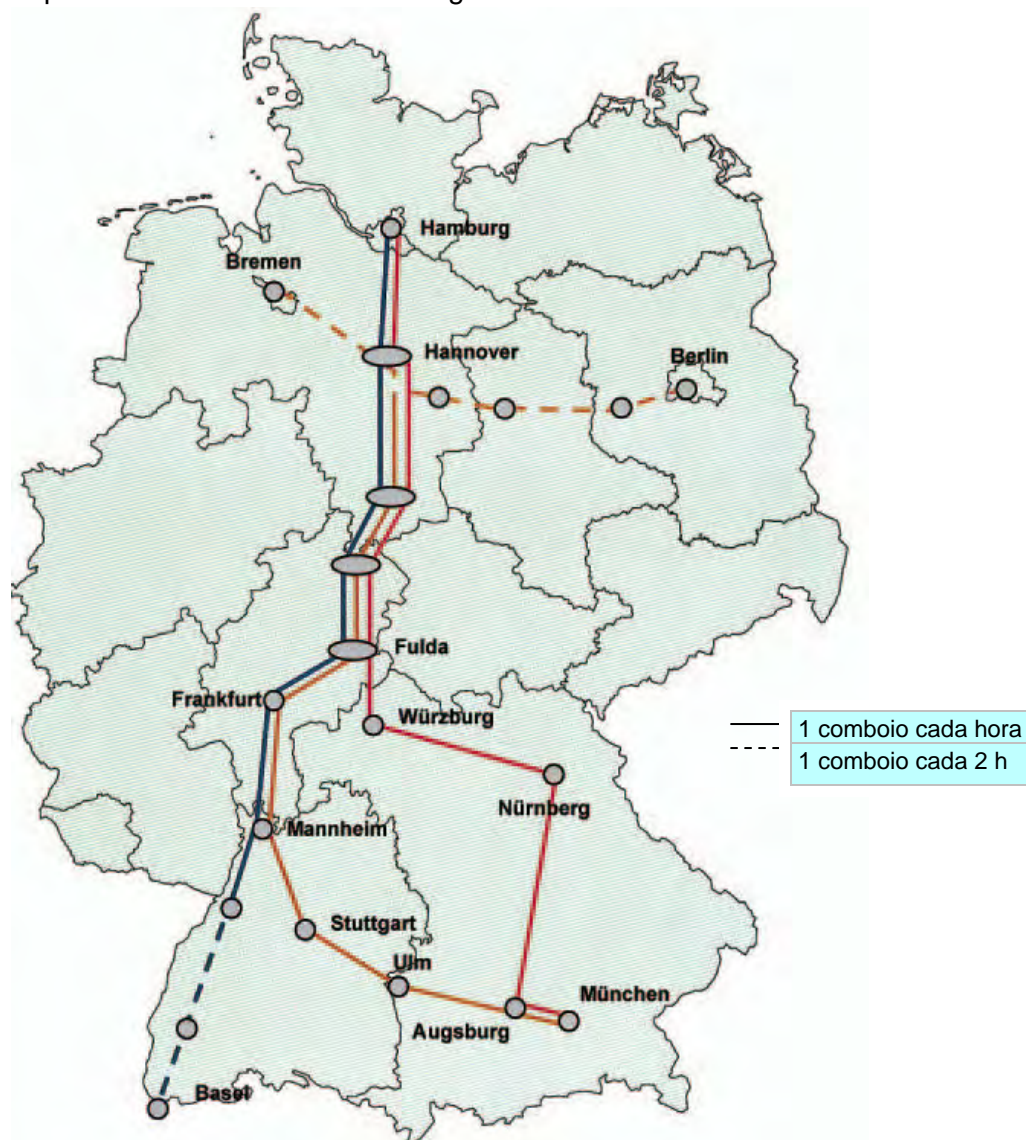 Hamburg
Bremen
Hannover
Berlin
Fulda
Frankfurt
Würzburg
1 comboio cada hora
1 comboio cada 2 h
Nürnberg
Mannheim
Stuttgart
Ulm
München
Augsburg
Basel